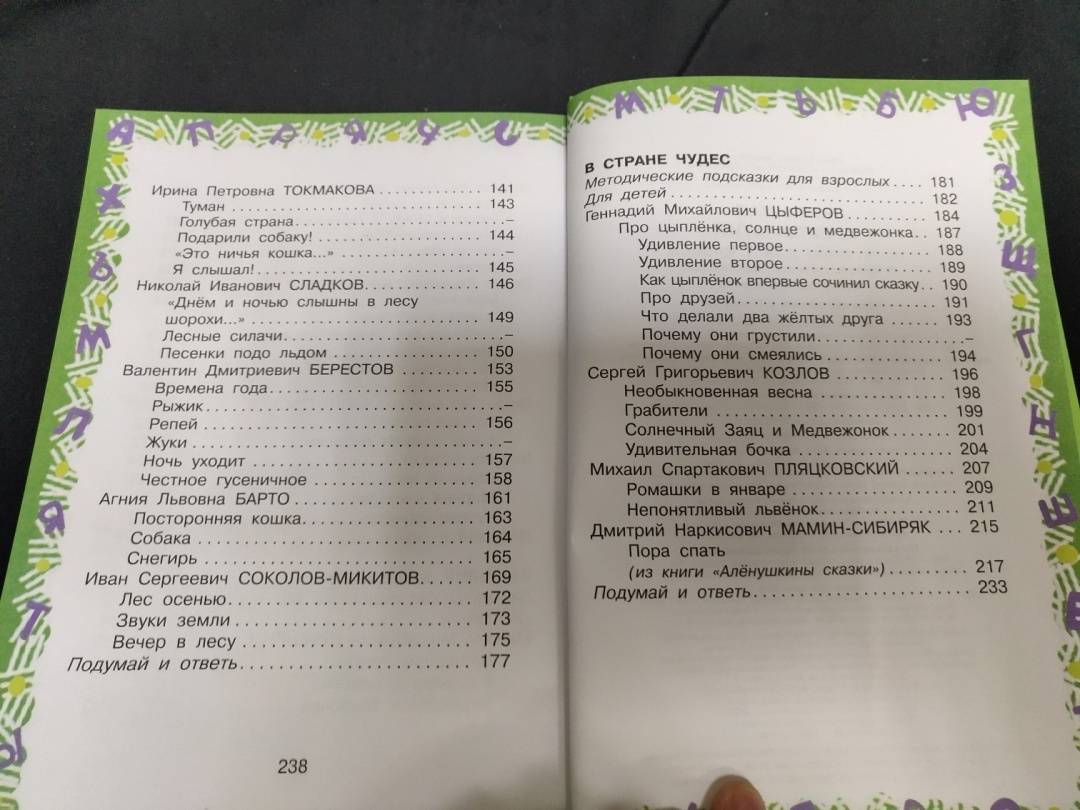 Ирина Петровна ТОКМАКОВА . . . . . . . . . . . . . 141
Туман . . . . . . . . . . . . . . . . . . . . . . . . . . 143
Голубая страна . . . . . . . . . . . . . . . . . . . –
Подарили собаку! . . . . . . . . . . . . . . . . 144
«Это ничья кошка...» . . . . . . . . . . . . . . –
Я слышал! . . . . . . . . . . . . . . . . . . . . . . 145
Николай Иванович СЛАДКОВ . . . . . . . . . . . 146
«Днём и ночью слышны в лесу
шорохи...» . . . . . . . . . . . . . . . . . . . . . . 149
Лесные силачи . . . . . . . . . . . . . . . . . . . –
Песенки подо льдом . . . . . . . . . . . . . . 150
Валентин Дмитриевич БЕРЕСТОВ . . . . . . . . 153
Времена года . . . . . . . . . . . . . . . . . . . . 155
Рыжик . . . . . . . . . . . . . . . . . . . . . . . . . . –
Репей . . . . . . . . . . . . . . . . . . . . . . . . . . 156
Жуки . . . . . . . . . . . . . . . . . . . . . . . . . . . –
Ночь уходит . . . . . . . . . . . . . . . . . . . . . 157
Честное гусеничное . . . . . . . . . . . . . . . 158
Агния Львовна БАРТО . . . . . . . . . . . . . . . . . 161
Посторонняя кошка . . . . . . . . . . . . . . . 163
Собака . . . . . . . . . . . . . . . . . . . . . . . . . 164
Снегирь . . . . . . . . . . . . . . . . . . . . . . . . 165
Иван Сергеевич СОКОЛОВ-МИКИТОВ . . . . . 169
Лес осенью . . . . . . . . . . . . . . . . . . . . . . 172
Звуки земли . . . . . . . . . . . . . . . . . . . . . 173
Вечер в лесу . . . . . . . . . . . . . . . . . . . . . 175
Подумай и ответь . . . . . . . . . . . . . . . . . . . . 177
238
В СТРАНЕ ЧУДЕС
Методические подсказки для взрослых . . . . 181
Для детей . . . . . . . . . . . . . . . . . . . . . . . . . . 182
Геннадий Михайлович ЦЫФЕРОВ . . . . . . . . 184
Про цыплёнка, солнце и медвежонка . . 187
Удивление первое . . . . . . . . . . . . . . . 188
Удивление второе . . . . . . . . . . . . . . . 189
Как цыплёнок впервые сочинил сказку . . 190
Про друзей . . . . . . . . . . . . . . . . . . . . 191
Что делали два жёлтых друга . . . . . . 193
Почему они грустили . . . . . . . . . . . . . . –
Почему они смеялись . . . . . . . . . . . . 194
Сергей Григорьевич КОЗЛОВ . . . . . . . . . . . 196
Необыкновенная весна . . . . . . . . . . . . . 198
Грабители . . . . . . . . . . . . . . . . . . . . . . . 199
Солнечный Заяц и Медвежонок . . . . . . . 201
Удивительная бочка . . . . . . . . . . . . . . . 204
Михаил Спартакович ПЛЯЦКОВСКИЙ . . . . . . 207
Ромашки в январе . . . . . . . . . . . . . . . . 209
Непонятливый львёнок . . . . . . . . . . . . . 211
Дмитрий Наркисович МАМИН-СИБИРЯК . . . 215
Пора спать
(из книги «Алёнушкины сказки») . . . . . . . . . 217
Подумай и ответь . . . . . . . . . . . . . . . . . . . 233